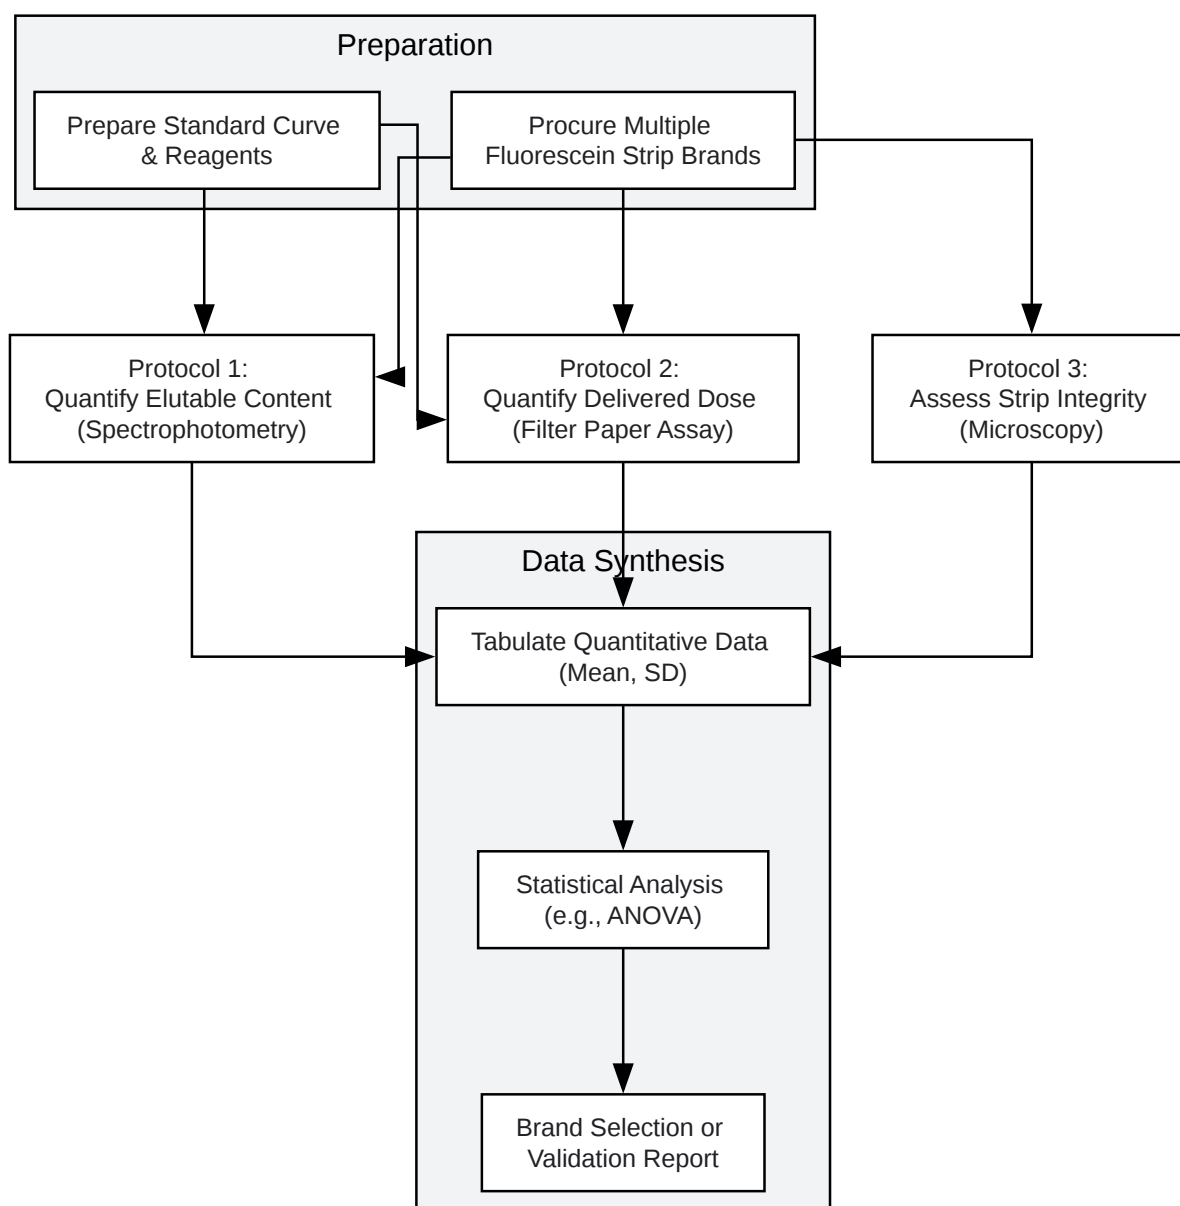 Preparation
Prepare Standard Curve
& Reagents
Procure Multiple
Fluorescein Strip Brands
Protocol 1:
Quantify Elutable Content
(Spectrophotometry)
Protocol 2:
Quantify Delivered Dose
(Filter Paper Assay)
Protocol 3:
Assess Strip Integrity
(Microscopy)
Data Synthesis
Tabulate Quantitative Data
(Mean, SD)
Statistical Analysis
(e.g., ANOVA)
Brand Selection or
Validation Report